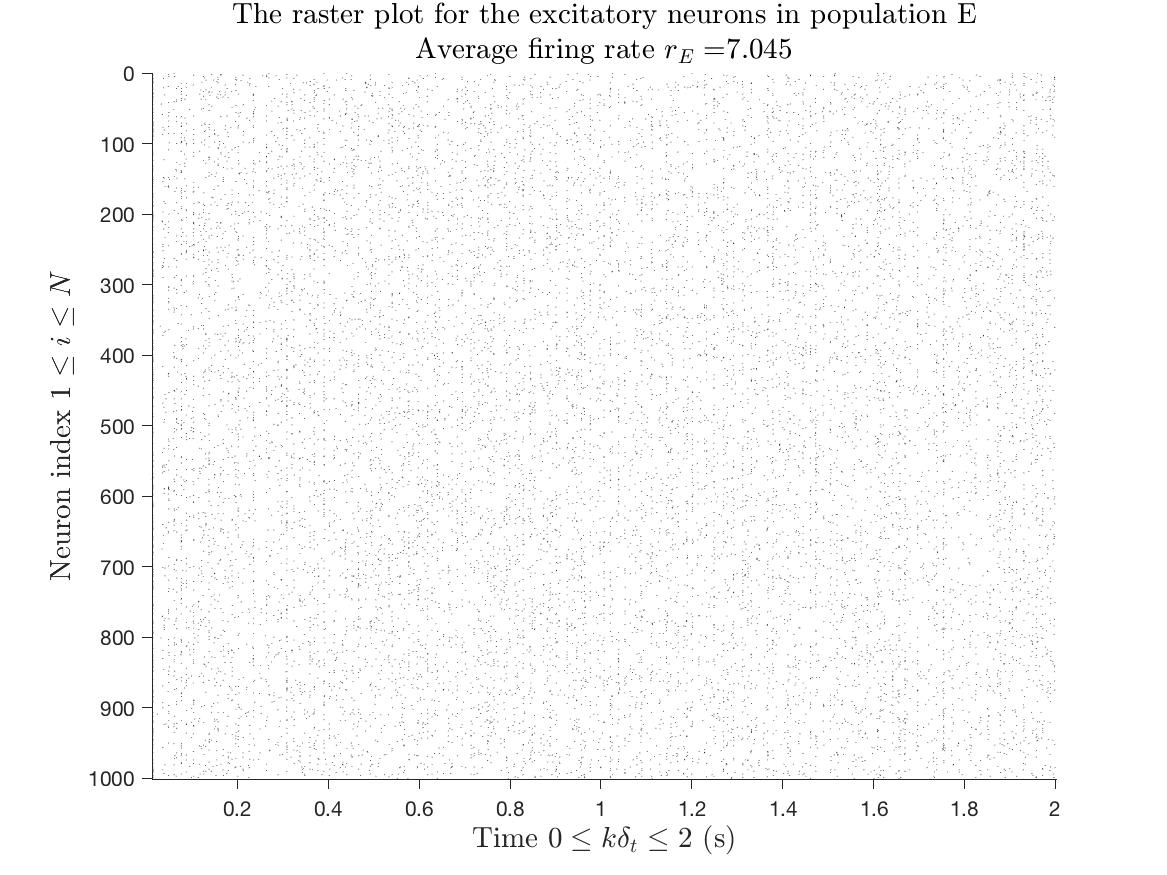 The raster plot for the excitatory neurons in population E
Average firing rate r_E =7.045
0
100
200
300
400
500
600
700
800
900
1000
Neuron index 1 ≤ i ≤ N
0.2 0.4 0.6 0.8 1 1.2 1.4 1.6 1.8 2
Time 0 ≤ kδ_t ≤ 2 (s)